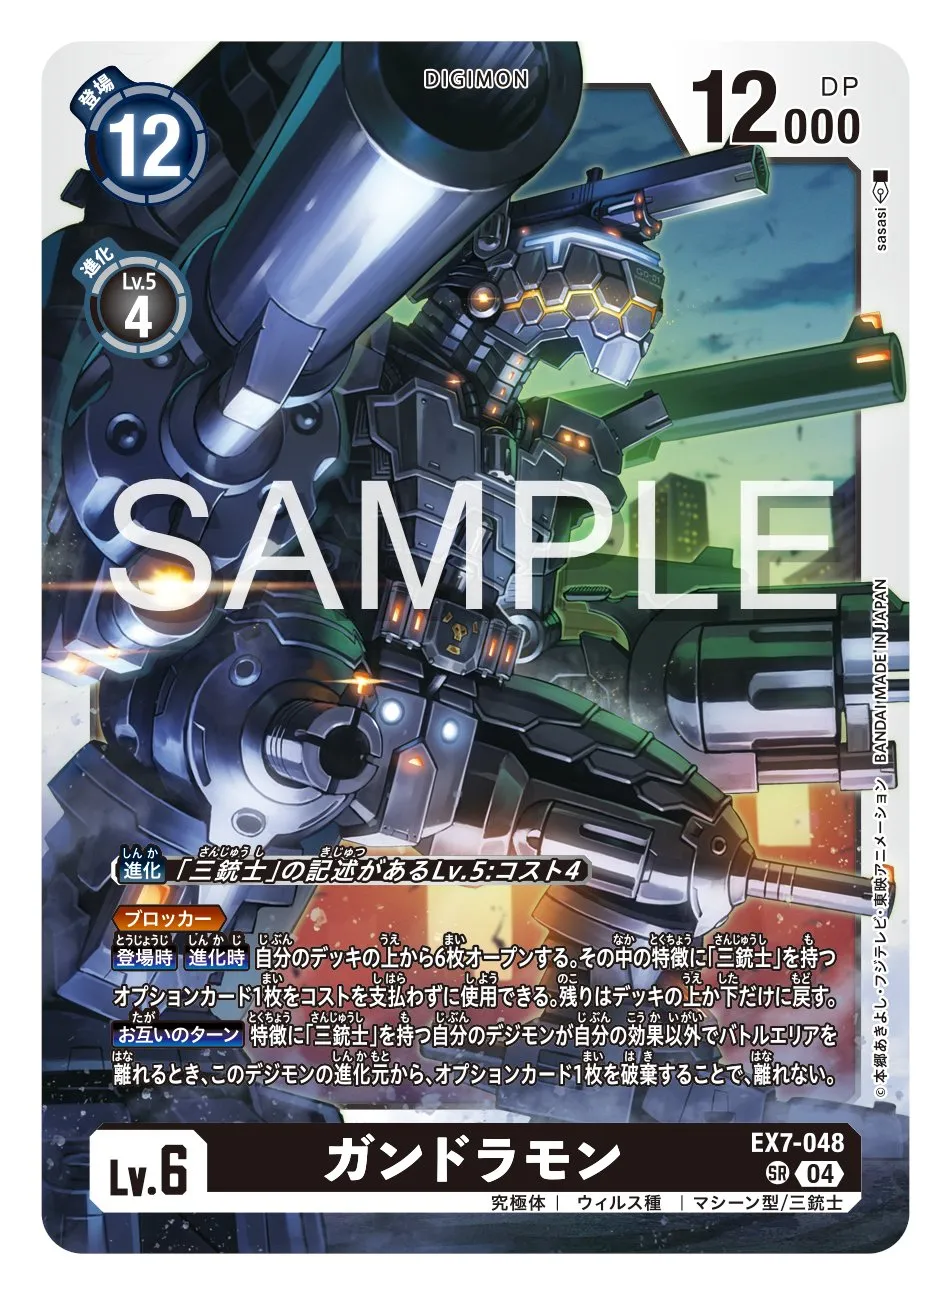 DIGIMON
登場
12
12000
DP
進化
Lv.5
4
sasasi
GG-01
SAMPLE
BANDAI MADE IN JAPAN
©本郷あきよし・フジテレビ・東映アニメーション
進化 「三銃士」の記述があるLv.5:コスト4
ブロッカー
登場時 進化時 自分のデッキの上から6枚オープンする。その中の特徴に「三銃士」を持つ
オプションカード1枚をコストを支払わずに使用できる。残りはデッキの上か下だけに戻す。
お互いのターン 特徴に「三銃士」を持つ自分のデジモンが自分の効果以外でバトルエリアを
離れるとき、このデジモンの進化元から、オプションカード1枚を破棄することで、離れない。
Lv.6
ガンドラモン
EX7-048
SR 04
究極体 | ウィルス種 | マシーン型/三銃士